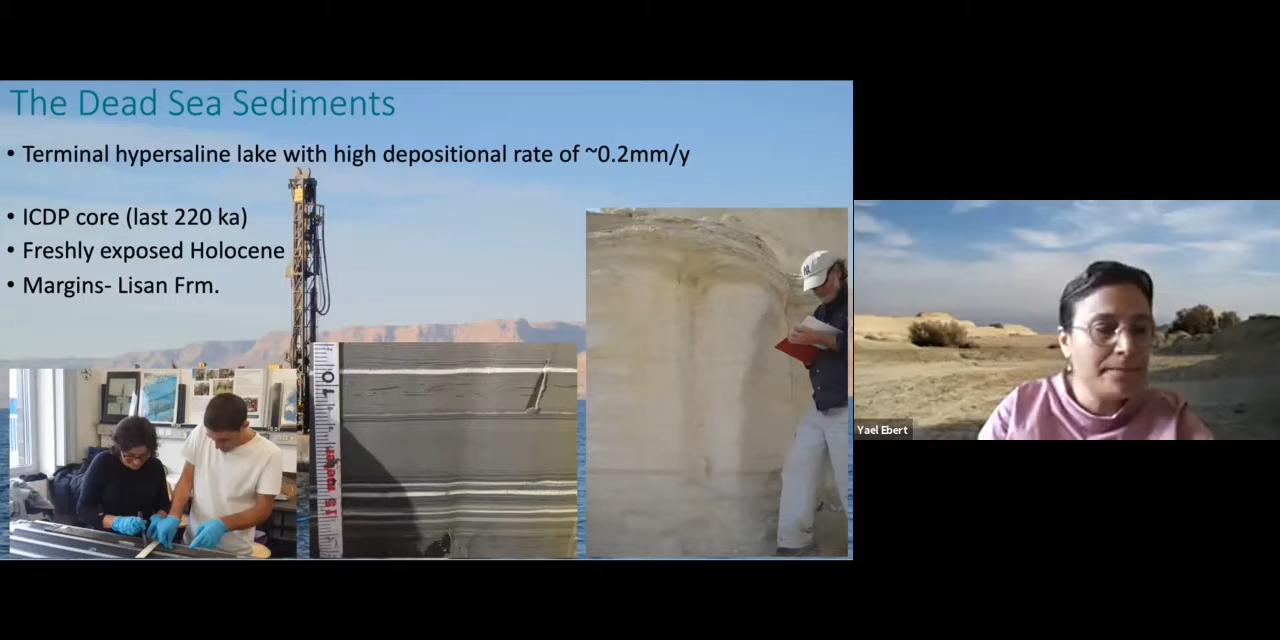 The Dead Sea Sediments
• Terminal hypersaline lake with high depositional rate of ~0.2mm/y
• ICDP core (last 220 ka)
• Freshly exposed Holocene
• Margins- Lisan Frm.
Yael Ebert